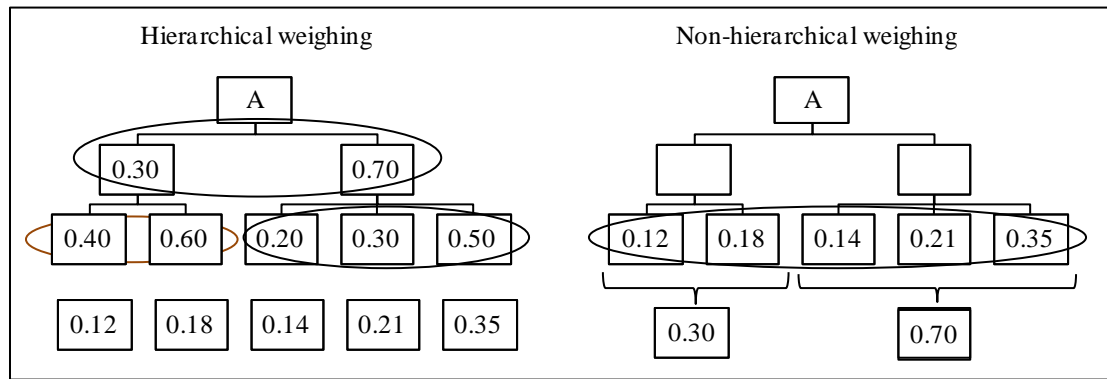 Hierarchical weighing
Non-hierarchical weighing
A
A
0.30 0.70
0.40 0.60 0.20 0.30 0.50
0.12 0.18 0.14 0.21 0.35
0.12 0.18 0.14 0.21 0.35
0.30 0.70